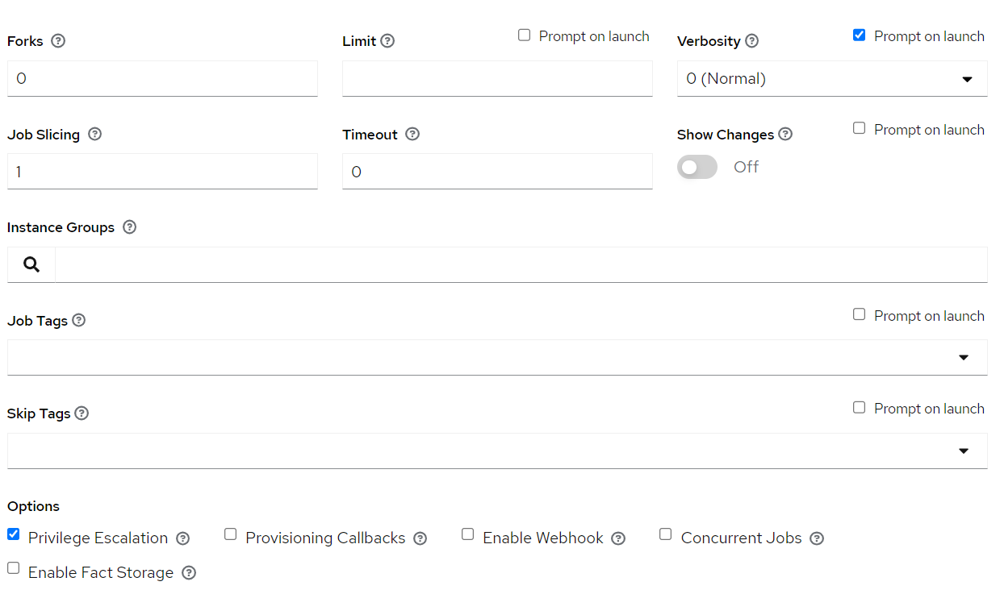 Forks
Limit
Prompt on launch
Verbosity
Prompt on launch
0
0 (Normal)
Job Slicing
Timeout
Show Changes
Prompt on launch
1
0
Off
Instance Groups
Job Tags
Prompt on launch
Skip Tags
Prompt on launch
Options
Privilege Escalation
Provisioning Callbacks
Enable Webhook
Concurrent Jobs
Enable Fact Storage